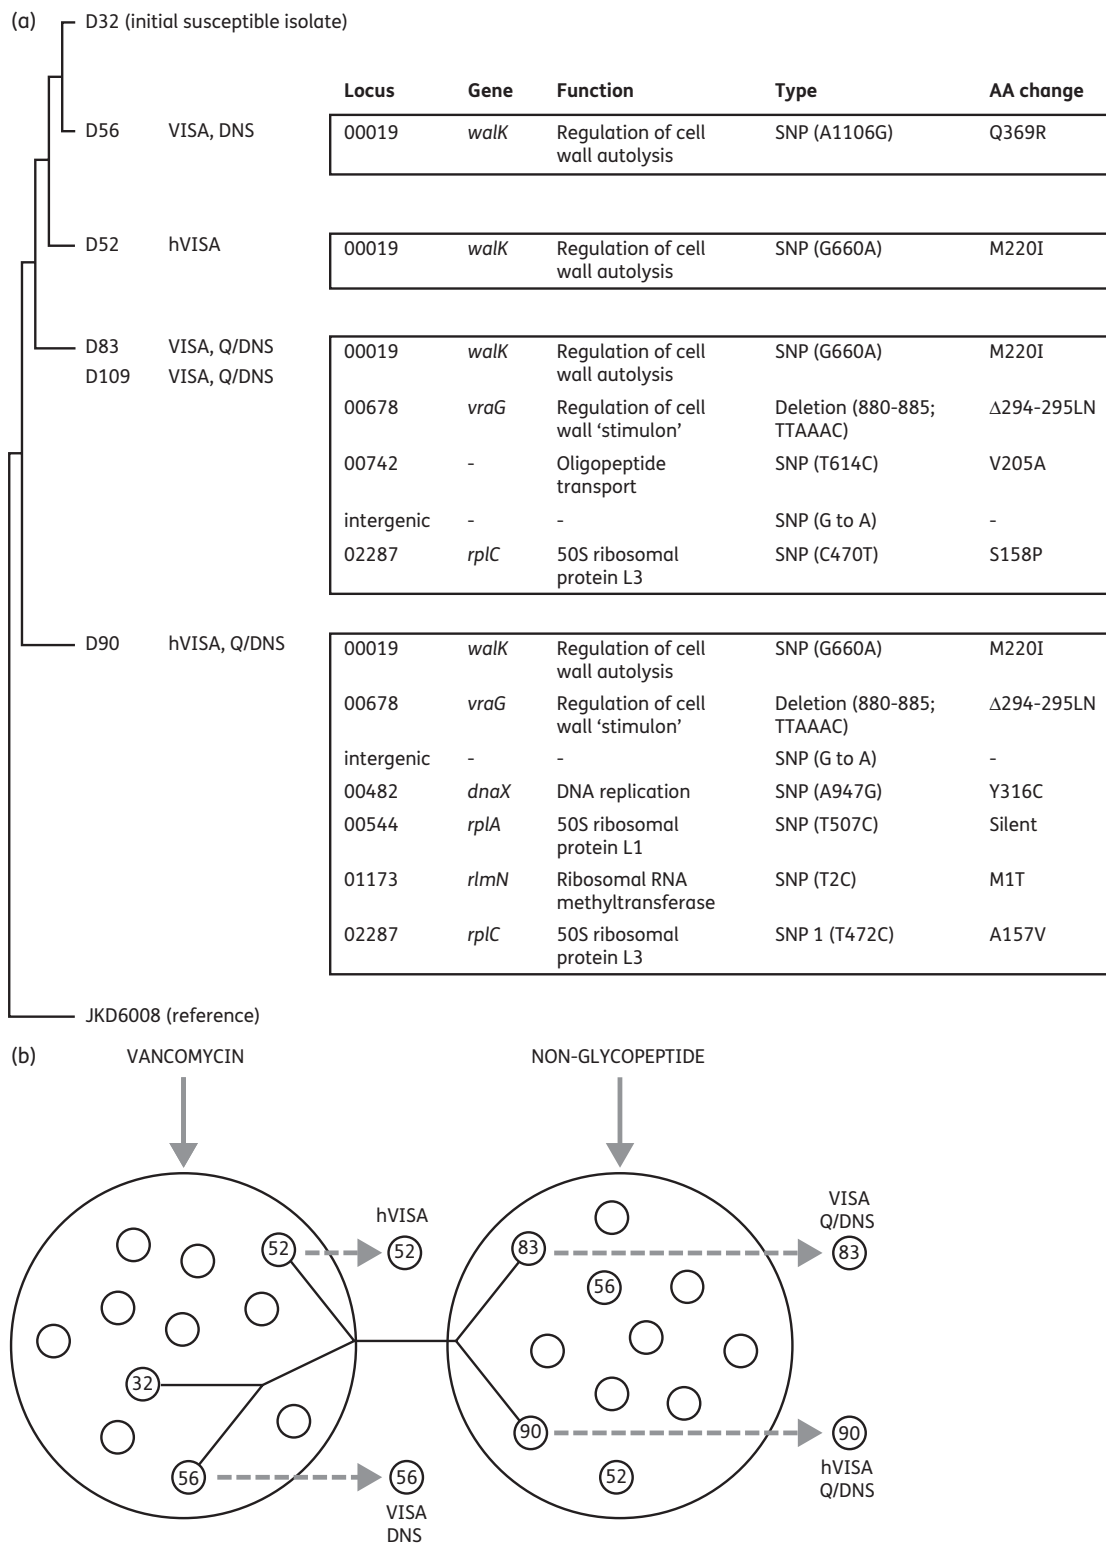 (a)
D32 (initial susceptible isolate)
Locus Gene Function Type AA change
D56 VISA, DNS 00019 walK Regulation of cell SNP (A1106G) Q369R
wall autolysis
D52 hVISA 00019 walK Regulation of cell SNP (G660A) M220I
wall autolysis
D83 VISA, Q/DNS 00019 walK Regulation of cell SNP (G660A) M220I
D109 VISA, Q/DNS wall autolysis
00678 vraG Regulation of cell Deletion (880-885; Δ294-295LN
wall ‘stimulon’ TTAAAC)
00742 - Oligopeptide SNP (T614C) V205A
transport
intergenic - - SNP (G to A) -
02287 rplC 50S ribosomal SNP (C470T) S158P
protein L3
D90 hVISA, Q/DNS 00019 walK Regulation of cell SNP (G660A) M220I
wall autolysis
00678 vraG Regulation of cell Deletion (880-885; Δ294-295LN
wall ‘stimulon’ TTAAAC)
intergenic - - SNP (G to A) -
00482 dnaX DNA replication SNP (A947G) Y316C
00544 rplA 50S ribosomal SNP (T507C) Silent
protein L1
01173 rlmN Ribosomal RNA SNP (T2C) M1T
methyltransferase
02287 rplC 50S ribosomal SNP 1 (T472C) A157V
protein L3
JKD6008 (reference)
(b)
VANCOMYCIN
NON-GLYCOPEPTIDE
52
hVISA
52
32
56
56
VISA
DNS
83
56
90
52
VISA
Q/DNS
83
90
hVISA
Q/DNS